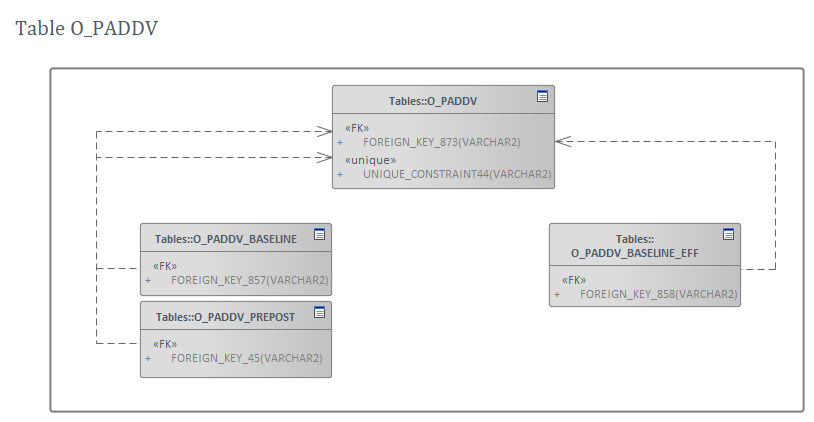 Table O_PADDV
Tables::O_PADDV
«FK»
+ FOREIGN_KEY_873(VARCHAR2)
«unique»
+ UNIQUE_CONSTRAINT44(VARCHAR2)
Tables::O_PADDV_BASELINE
«FK»
+ FOREIGN_KEY_857(VARCHAR2)
Tables::
O_PADDV_BASELINE_EFF
«FK»
+ FOREIGN_KEY_858(VARCHAR2)
Tables::O_PADDV_PREPOST
«FK»
+ FOREIGN_KEY_45(VARCHAR2)